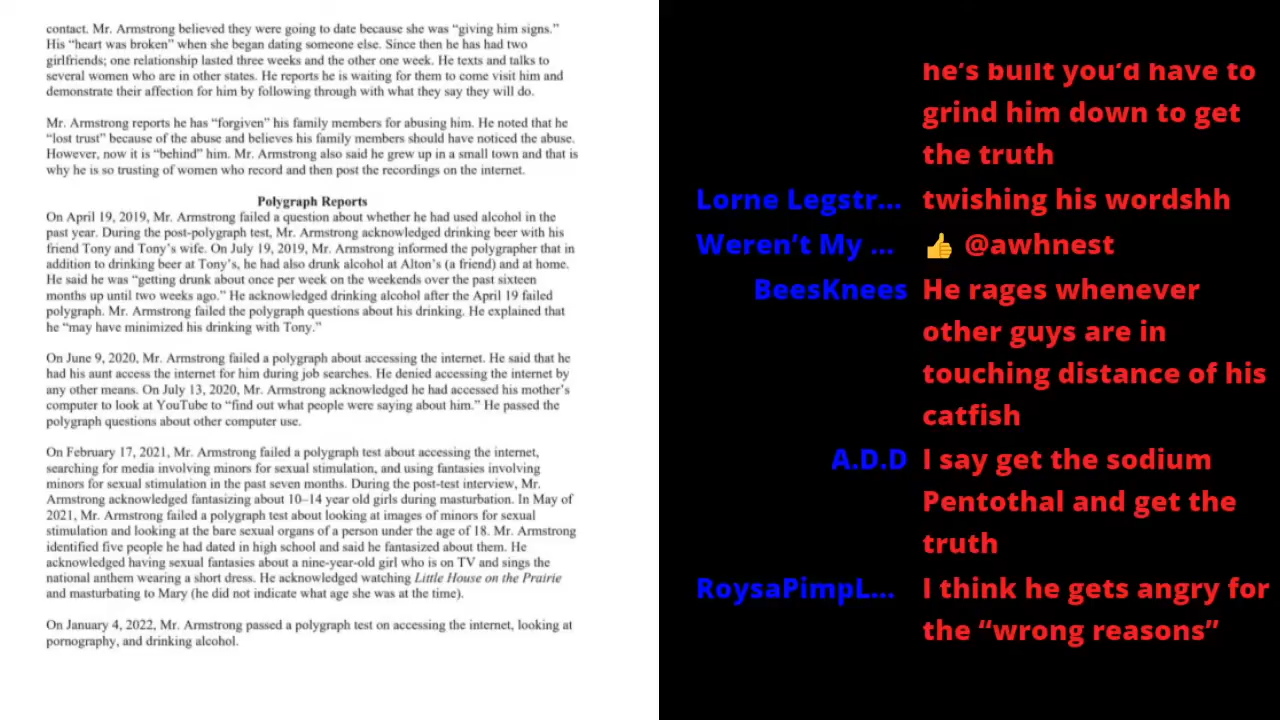 contact. Mr. Armstrong believed they were going to date because she was “giving him signs.”
His “heart was broken” when she began dating someone else. Since then he has had two
girlfriends; one relationship lasted three weeks and the other one week. He texts and talks to
several women who are in other states. He reports he is waiting for them to come visit him and
demonstrate their affection for him by following through with what they say they will do.
Mr. Armstrong reports he has “forgiven” his family members for abusing him. He noted that he
“lost trust” because of the abuse and believes his family members should have noticed the abuse.
However, now it is “behind” him. Mr. Armstrong also said he grew up in a small town and that is
why he is so trusting of women who record and then post the recordings on the internet.
Polygraph Reports
On April 19, 2019, Mr. Armstrong failed a question about whether he had used alcohol in the
past year. During the post-polygraph test, Mr. Armstrong acknowledged drinking beer with his
friend Tony and Tony’s wife. On July 19, 2019, Mr. Armstrong informed the polygrapher that in
addition to drinking beer at Tony’s, he had also drunk alcohol at Alton’s (a friend) and at home.
He said he was “getting drunk about once per week on the weekends over the past sixteen
months up until two weeks ago.” He acknowledged drinking alcohol after the April 19 failed
polygraph. Mr. Armstrong failed the polygraph questions about his drinking. He explained that
he “may have minimized his drinking with Tony.”
On June 9, 2020, Mr. Armstrong failed a polygraph about accessing the internet. He said that he
had his aunt access the internet for him during job searches. He denied accessing the internet by
any other means. On July 13, 2020, Mr. Armstrong acknowledged he had accessed his mother’s
computer to look at YouTube to “find out what people were saying about him.” He passed the
polygraph questions about other computer use.
On February 17, 2021, Mr. Armstrong failed a polygraph test about accessing the internet,
searching for media involving minors for sexual stimulation, and using fantasies involving
minors for sexual stimulation in the past seven months. During the post-test interview, Mr.
Armstrong acknowledged fantasizing about 10–14 year old girls during masturbation. In May of
2021, Mr. Armstrong failed a polygraph test about looking at images of minors for sexual
stimulation and looking at the bare sexual organs of a person under the age of 18. Mr. Armstrong
identified five people he had dated in high school and said he fantasized about them. He
acknowledged having sexual fantasies about a nine-year-old girl who is on TV and sings the
national anthem wearing a short dress. He acknowledged watching Little House on the Prairie
and masturbating to Mary (he did not indicate what age she was at the time).
On January 4, 2022, Mr. Armstrong passed a polygraph test on accessing the internet, looking at
pornography, and drinking alcohol.
he’s built you’d have to
grind him down to get
the truth
Lorne Legstr... twishing his wordshh
Weren’t My ... 👍 @awhnest
BeesKnees He rages whenever
other guys are in
touching distance of his
catfish
A.D.D I say get the sodium
Pentothal and get the
truth
RoysaPimpL... I think he gets angry for
the “wrong reasons”